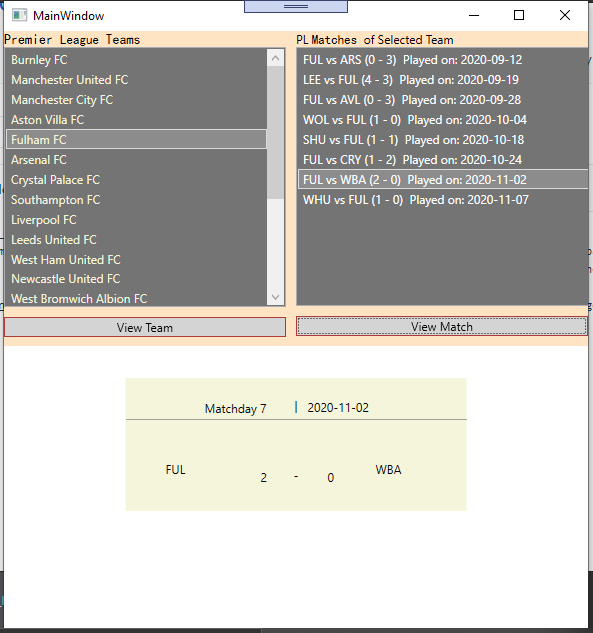 MainWindow
Premier League Teams
Burnley FC
Manchester United FC
Manchester City FC
Aston Villa FC
Fulham FC
Arsenal FC
Crystal Palace FC
Southampton FC
Liverpool FC
Leeds United FC
West Ham United FC
Newcastle United FC
West Bromwich Albion FC
View Team
PL Matches of Selected Team
FUL vs ARS (0 - 3) Played on: 2020-09-12
LEE vs FUL (4 - 3) Played on: 2020-09-19
FUL vs AVL (0 - 3) Played on: 2020-09-28
WOL vs FUL (1 - 0) Played on: 2020-10-04
SHU vs FUL (1 - 1) Played on: 2020-10-18
FUL vs CRY (1 - 2) Played on: 2020-10-24
FUL vs WBA (2 - 0) Played on: 2020-11-02
WHU vs FUL (1 - 0) Played on: 2020-11-07
View Match
Matchday 7 | 2020-11-02
FUL 2 - 0 WBA